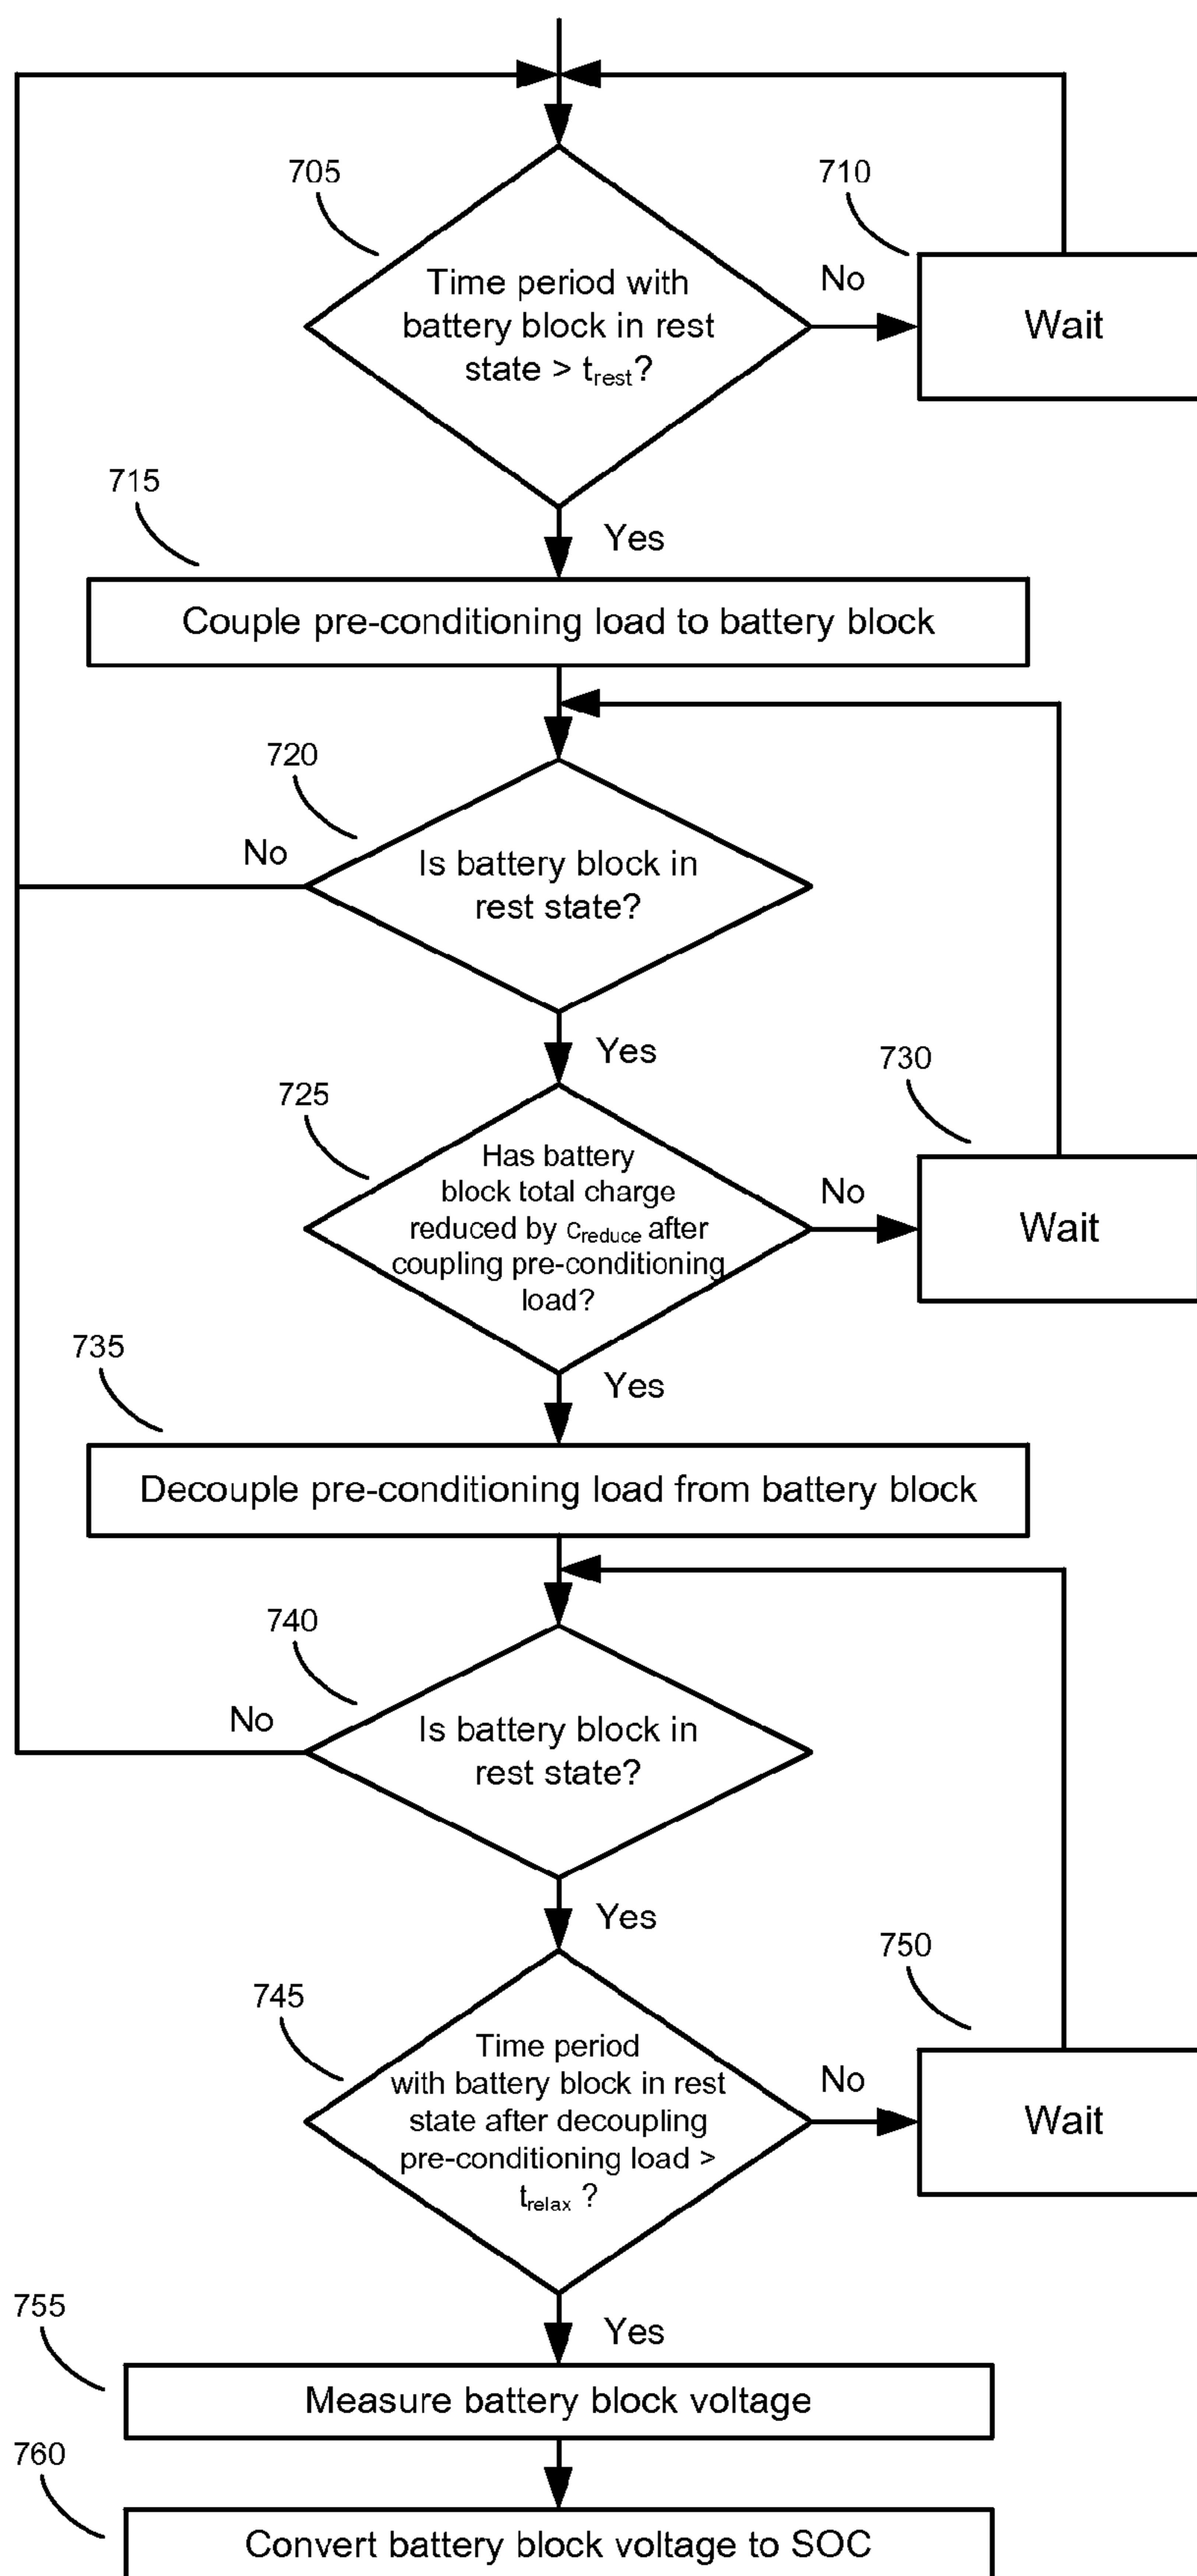 705
710
Time period with
battery block in rest
state > trest?
No
Wait
Yes
715
Couple pre-conditioning load to battery block
720
No
Is battery block in
rest state?
Yes
725
730
Has battery
block total charge
reduced by creduce after
coupling pre-conditioning
load?
No
Wait
Yes
735
Decouple pre-conditioning load from battery block
740
No
Is battery block in
rest state?
Yes
745
750
Time period
with battery block in rest
state after decoupling
pre-conditioning load >
trelax ?
No
Wait
Yes
755
Measure battery block voltage
760
Convert battery block voltage to SOC